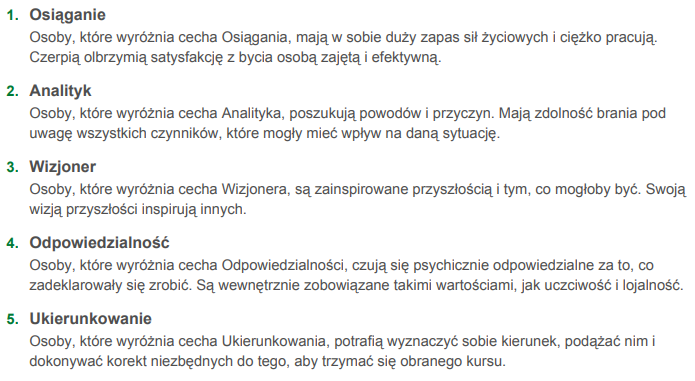 1. Osiąganie
Osoby, które wyróżnia cecha Osiągania, mają w sobie duży zapas sił życiowych i ciężko pracują.
Czerpią olbrzymią satysfakcję z bycia osobą zajętą i efektywną.
2. Analityk
Osoby, które wyróżnia cecha Analityka, poszukują powodów i przyczyn. Mają zdolność brania pod
uwagę wszystkich czynników, które mogły mieć wpływ na daną sytuację.
3. Wizjoner
Osoby, które wyróżnia cecha Wizjonera, są zainspirowane przyszłością i tym, co mogłoby być. Swoją
wizją przyszłości inspirują innych.
4. Odpowiedzialność
Osoby, które wyróżnia cecha Odpowiedzialności, czują się psychicznie odpowiedzialne za to, co
zadeklarowały się zrobić. Są wewnętrznie zobowiązane takimi wartościami, jak uczciwość i lojalność.
5. Ukierunkowanie
Osoby, które wyróżnia cecha Ukierunkowania, potrafią wyznaczyć sobie kierunek, podążać nim i
dokonywać korekt niezbędnych do tego, aby trzymać się obranego kursu.